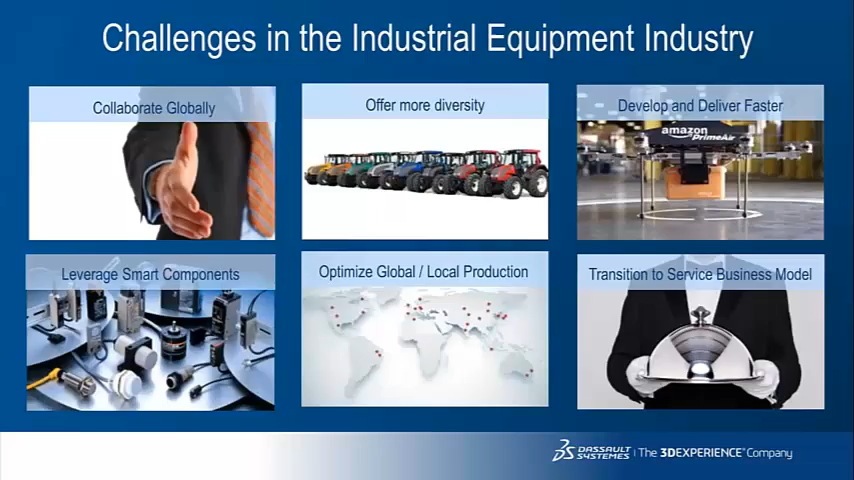 Challenges in the Industrial Equipment Industry
Collaborate Globally
Offer more diversity
Develop and Deliver Faster
amazon
PrimeAir
Leverage Smart Components
Optimize Global / Local Production
Transition to Service Business Model
3DS DASSAULT SYSTEMES | The 3DEXPERIENCE® Company